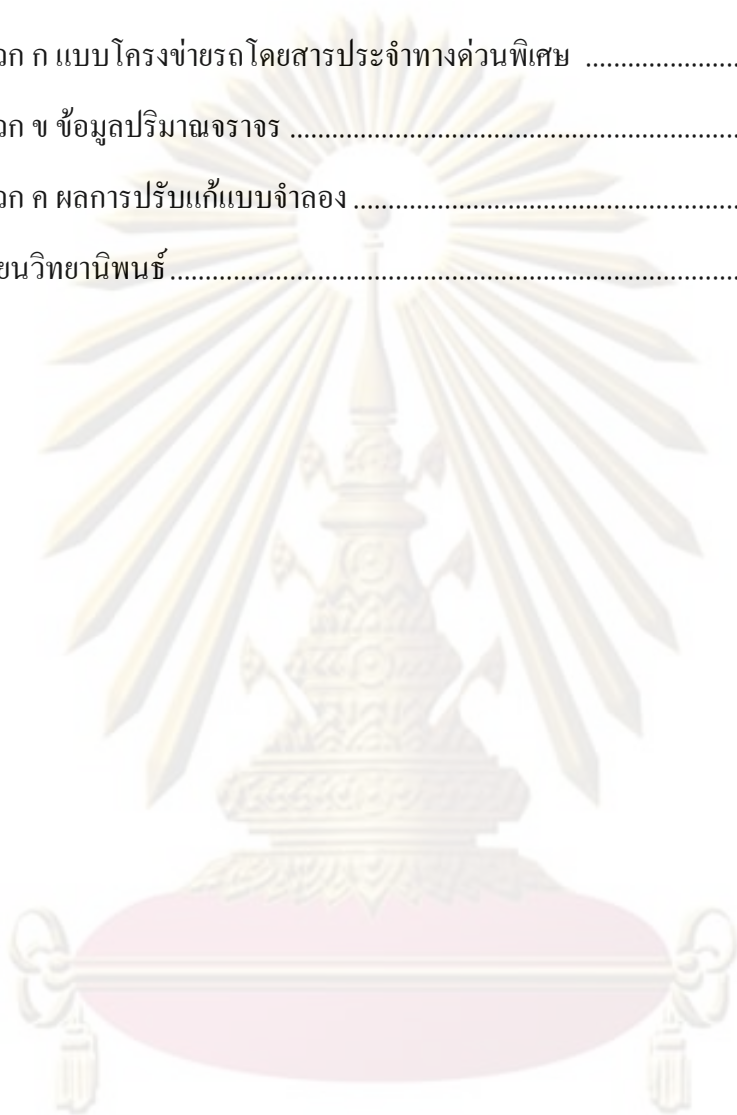 วก ก แบบโครงข่ายรถโดยสารประจำทางด่วนพิเศษ ......................
วก ข ข้อมูลปริมาณจราจร ............................................................
วก ค ผลการปรับแก้แบบจำลอง .......................................................
ยนวิทยานิพนธ์ .................................................................................